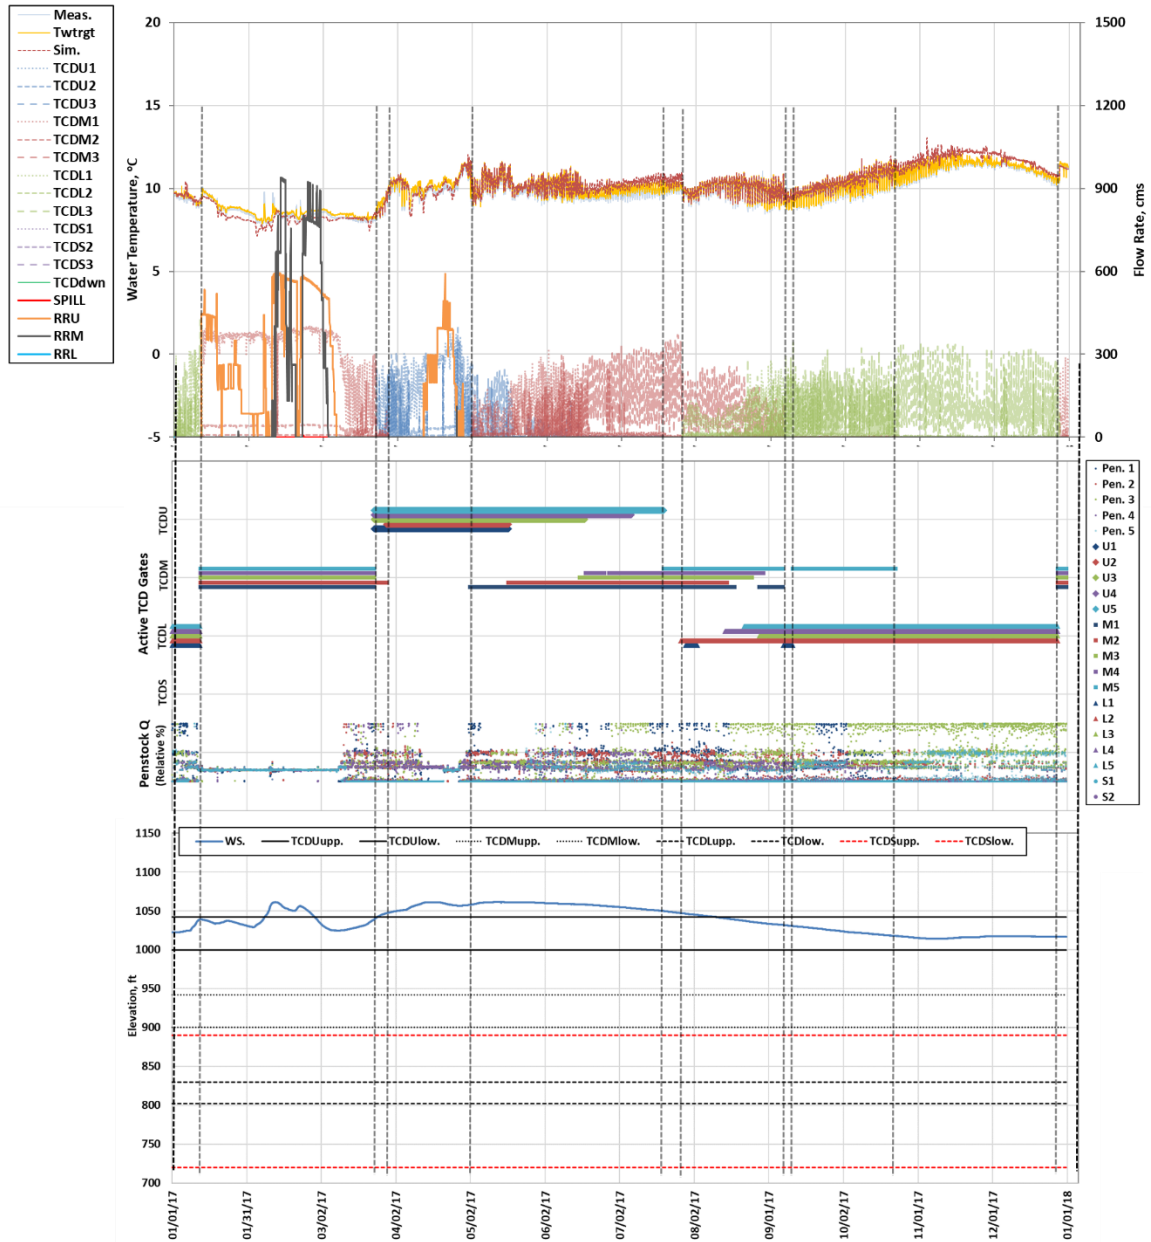 Meas.
Twtrgt
Sim.
TCDU1
TCDU2
TCDU3
TCDM1
TCDM2
TCDM3
TCDL1
TCDL2
TCDL3
TCDS1
TCDS2
TCDS3
TCDdwn
SPILL
RRU
RRM
RRL
Water Temperature, °C
20
15
10
5
0
-5
Flow Rate, cms
1500
1200
900
600
300
0
Active TCD Gates
TCDU
TCDM
TCDL
TCDS
Penstock Q
(Relative %)
Pen. 1
Pen. 2
Pen. 3
Pen. 4
Pen. 5
U1
U2
U3
U4
U5
M1
M2
M3
M4
M5
L1
L2
L3
L4
L5
S1
S2
WS. TCDUupp. TCDUlow. TCDMupp. TCDMlow. TCDLupp. TCDlow. TCDSupp. TCDSlow.
Elevation, ft
1150
1100
1050
1000
950
900
850
800
750
700
01/01/17
01/31/17
03/02/17
04/02/17
05/02/17
06/02/17
07/02/17
08/02/17
09/01/17
10/02/17
11/01/17
12/01/17
01/01/18